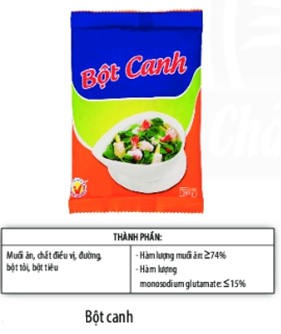 Bột Canh
THÀNH PHẦN:
Muối ăn, chất điều vị, đường,
bột tỏi, bột tiêu
- Hàm lượng muối ăn: ≥74%
- Hàm lượng
monosodium glutamate: ≤15%
Bột canh